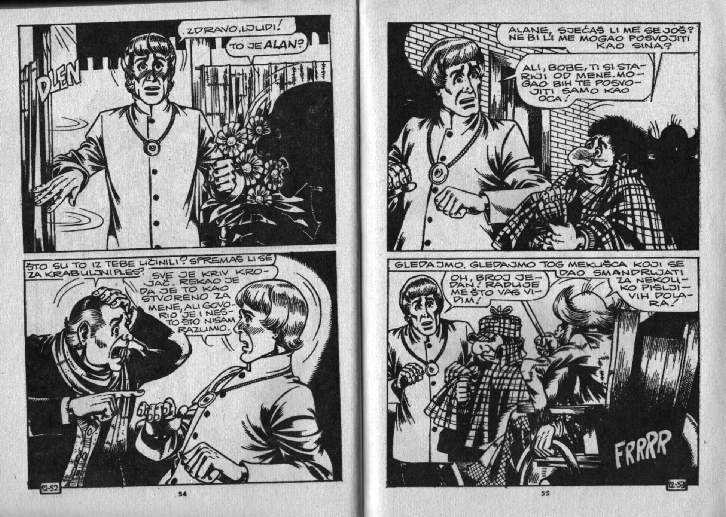 ZDRAVO, LJUDI!
TO JE ALAN?
DLEN
ŠTO SU TO IZ TEBE UČINILI? SPREMAŠ LI SE
ZA KRABULJNI PLES?
SVE JE KRIV KRO-
JAČ. REKAO JE
DA JE TO KAO
STVORENO ZA
MENE, ALI GOVO-
RIO JE I NEŠ-
TO ŠTO NISAM
RAZUMIO.
12-52
54
ALANE, SJEĆAŠ LI ME SE JOŠ?
NE BI LI ME MOGAO POSVOJITI
KAO SINA?
ALI, BOBE, TI SI STA-
RIJI OD MENE. MO-
GAO BIH TE POSVO-
JITI SAMO KAO
OCA!
GLEDAJMO, GLEDAJMO TOG MEKUŠCA KOJI SE
DAO SMANDRLJATI
ZA NEKOLI-
KO PIŠLJI-
VIH DOLA-
RA!
OH, BROJ JE-
DAN! RADUJE
ME ŠTO VAS VI-
DIM!
FRRRR
55